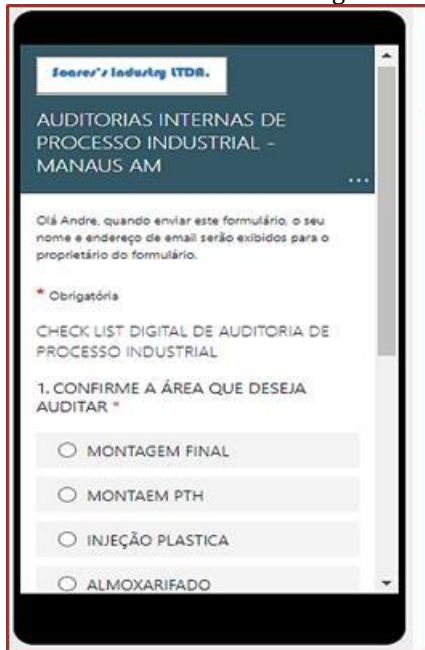 Soares's Industry LTDA.
AUDITORIAS INTERNAS DE
PROCESSO INDUSTRIAL -
MANAUS AM
...
Olá Andre, quando enviar este formulário, o seu
nome e endereço de email serão exibidos para o
proprietário do formulário.
* Obrigatória
CHECK LIST DIGITAL DE AUDITORIA DE
PROCESSO INDUSTRIAL
1. CONFIRME A ÁREA QUE DESEJA
AUDITAR *
MONTAGEM FINAL
MONTAEM PTH
INJEÇÃO PLASTICA
ALMOXARIFADO